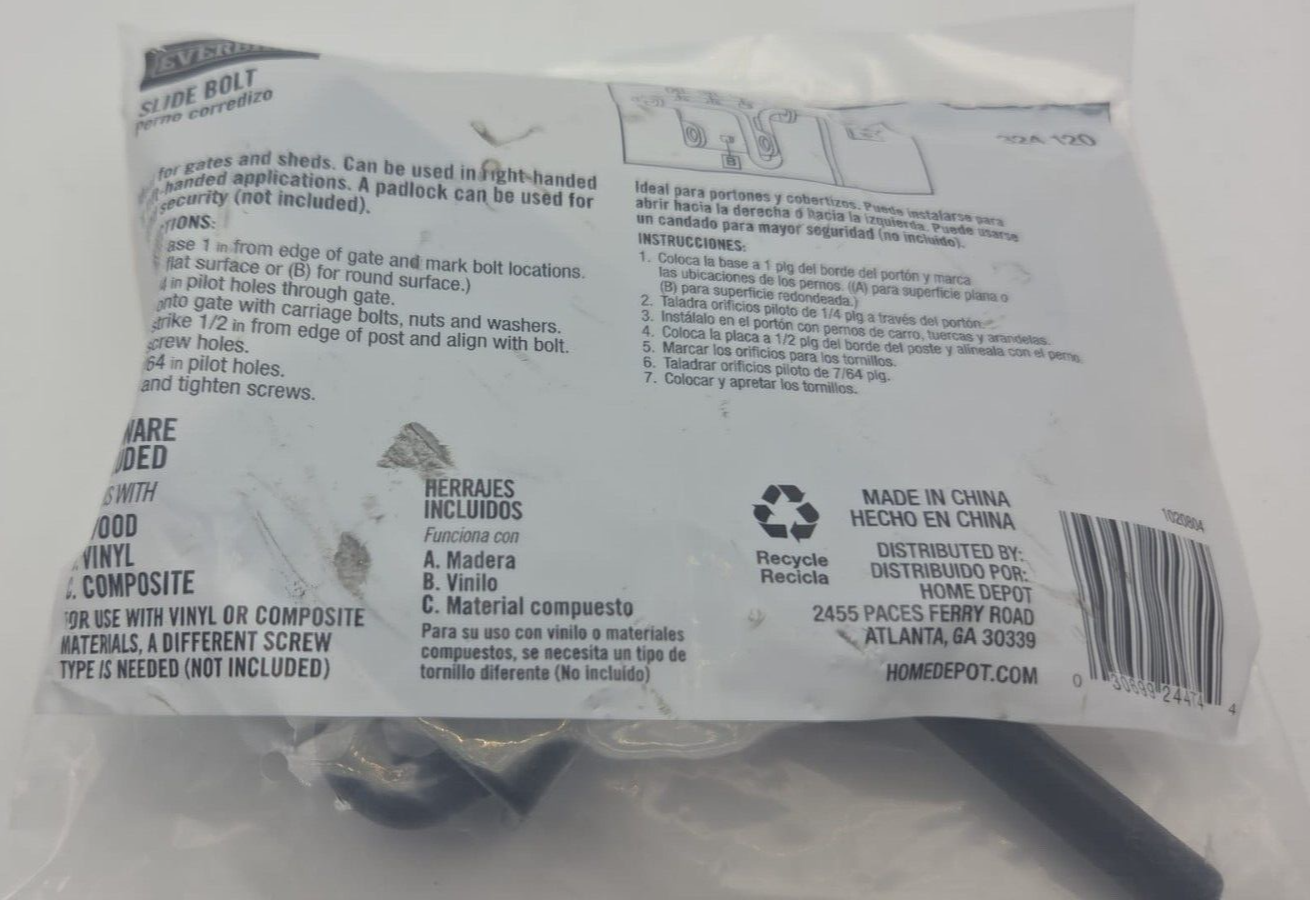 SLIDE BOLT
perno corredizo
for gates and sheds. Can be used in right-handed
-handed applications. A padlock can be used for
security (not included).
TIONS:
ase 1 in from edge of gate and mark bolt locations.
flat surface or (B) for round surface.)
in pilot holes through gate.
onto gate with carriage bolts, nuts and washers.
strike 1/2 in from edge of post and align with bolt.
screw holes.
64 in pilot holes.
and tighten screws.
WARE
UDED
S WITH
OOD
VINYL
C. COMPOSITE
FOR USE WITH VINYL OR COMPOSITE
MATERIALS, A DIFFERENT SCREW
TYPE IS NEEDED (NOT INCLUDED)
Ideal para portones y cobertizos. Puede instalarse para
abrir hacia la derecha ó hacia la izquierda. Puede usarse
un candado para mayor seguridad (no incluido).
INSTRUCCIONES:
1. Coloca la base a 1 plg del borde del portón y marca
las ubicaciones de los pernos. ((A) para superficie plana o
(B) para superficie redondeada.)
2. Taladra orificios piloto de 1/4 plg a través del portón.
3. Instálalo en el portón con pernos de carro, tuercas y arandelas.
4. Coloca la placa a 1/2 plg del borde del poste y alíneala con el perno.
5. Marcar los orificios para los tornillos.
6. Taladrar orificios piloto de 7/64 plg.
7. Colocar y apretar los tornillos.
HERRAJES
INCLUIDOS
Funciona con
A. Madera
B. Vinilo
C. Material compuesto
Para su uso con vinilo o materiales
compuestos, se necesita un tipo de
tornillo diferente (No incluido)
Recycle
Recicla
MADE IN CHINA
HECHO EN CHINA
DISTRIBUTED BY:
DISTRIBUIDO POR:
HOME DEPOT
2455 PACES FERRY ROAD
ATLANTA, GA 30339
HOMEDEPOT.COM
1020804
0 30699 24474 4